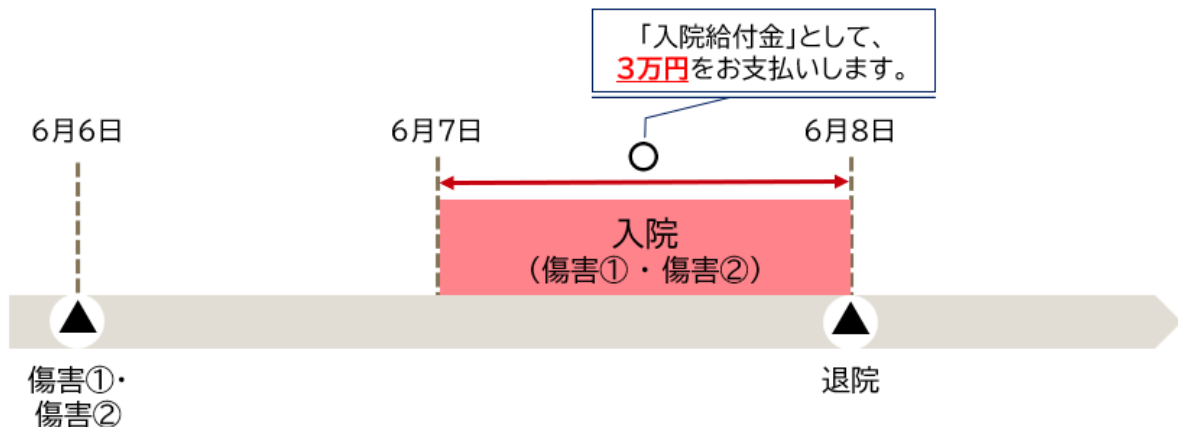 「入院給付金」として、
3万円をお支払いします。
6月6日
6月7日
6月8日
入院
（傷害①・傷害②）
傷害①・
傷害②
退院